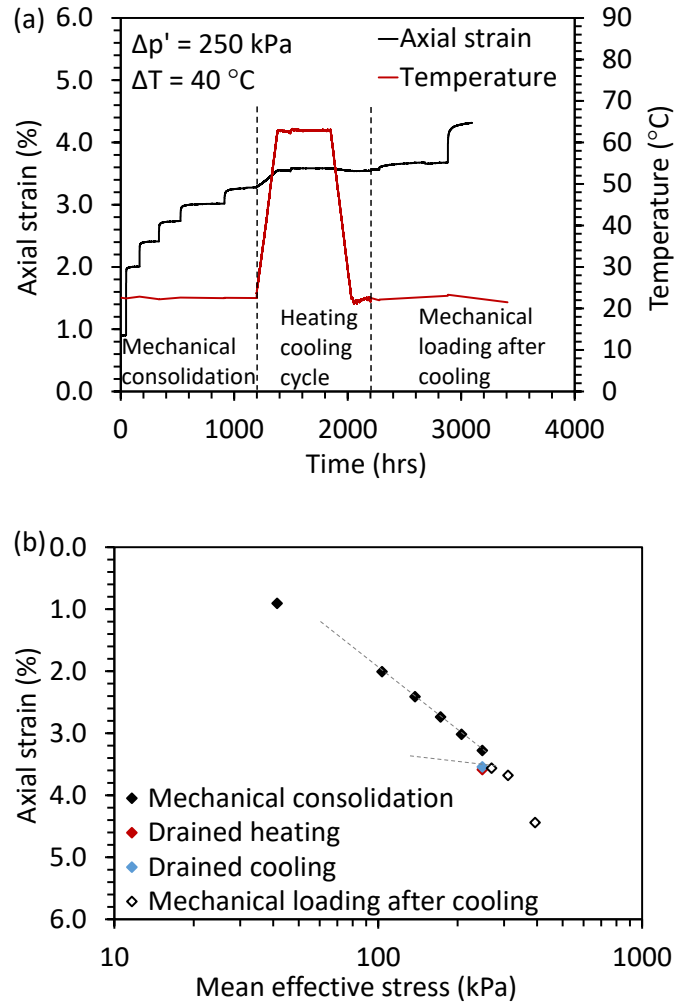 (a)
6.0
5.0
4.0
3.0
2.0
1.0
0.0
Axial strain (%)
Δp' = 250 kPa
ΔT = 40 °C
Axial strain
Temperature
90
80
70
60
50
40
30
20
10
0
Temperature (°C)
Mechanical
consolidation
Heating
cooling
cycle
Mechanical
loading after
cooling
0
1000
2000
3000
4000
Time (hrs)
(b)
0.0
1.0
2.0
3.0
4.0
5.0
6.0
Axial strain (%)
Mechanical consolidation
Drained heating
Drained cooling
Mechanical loading after cooling
10
100
1000
Mean effective stress (kPa)